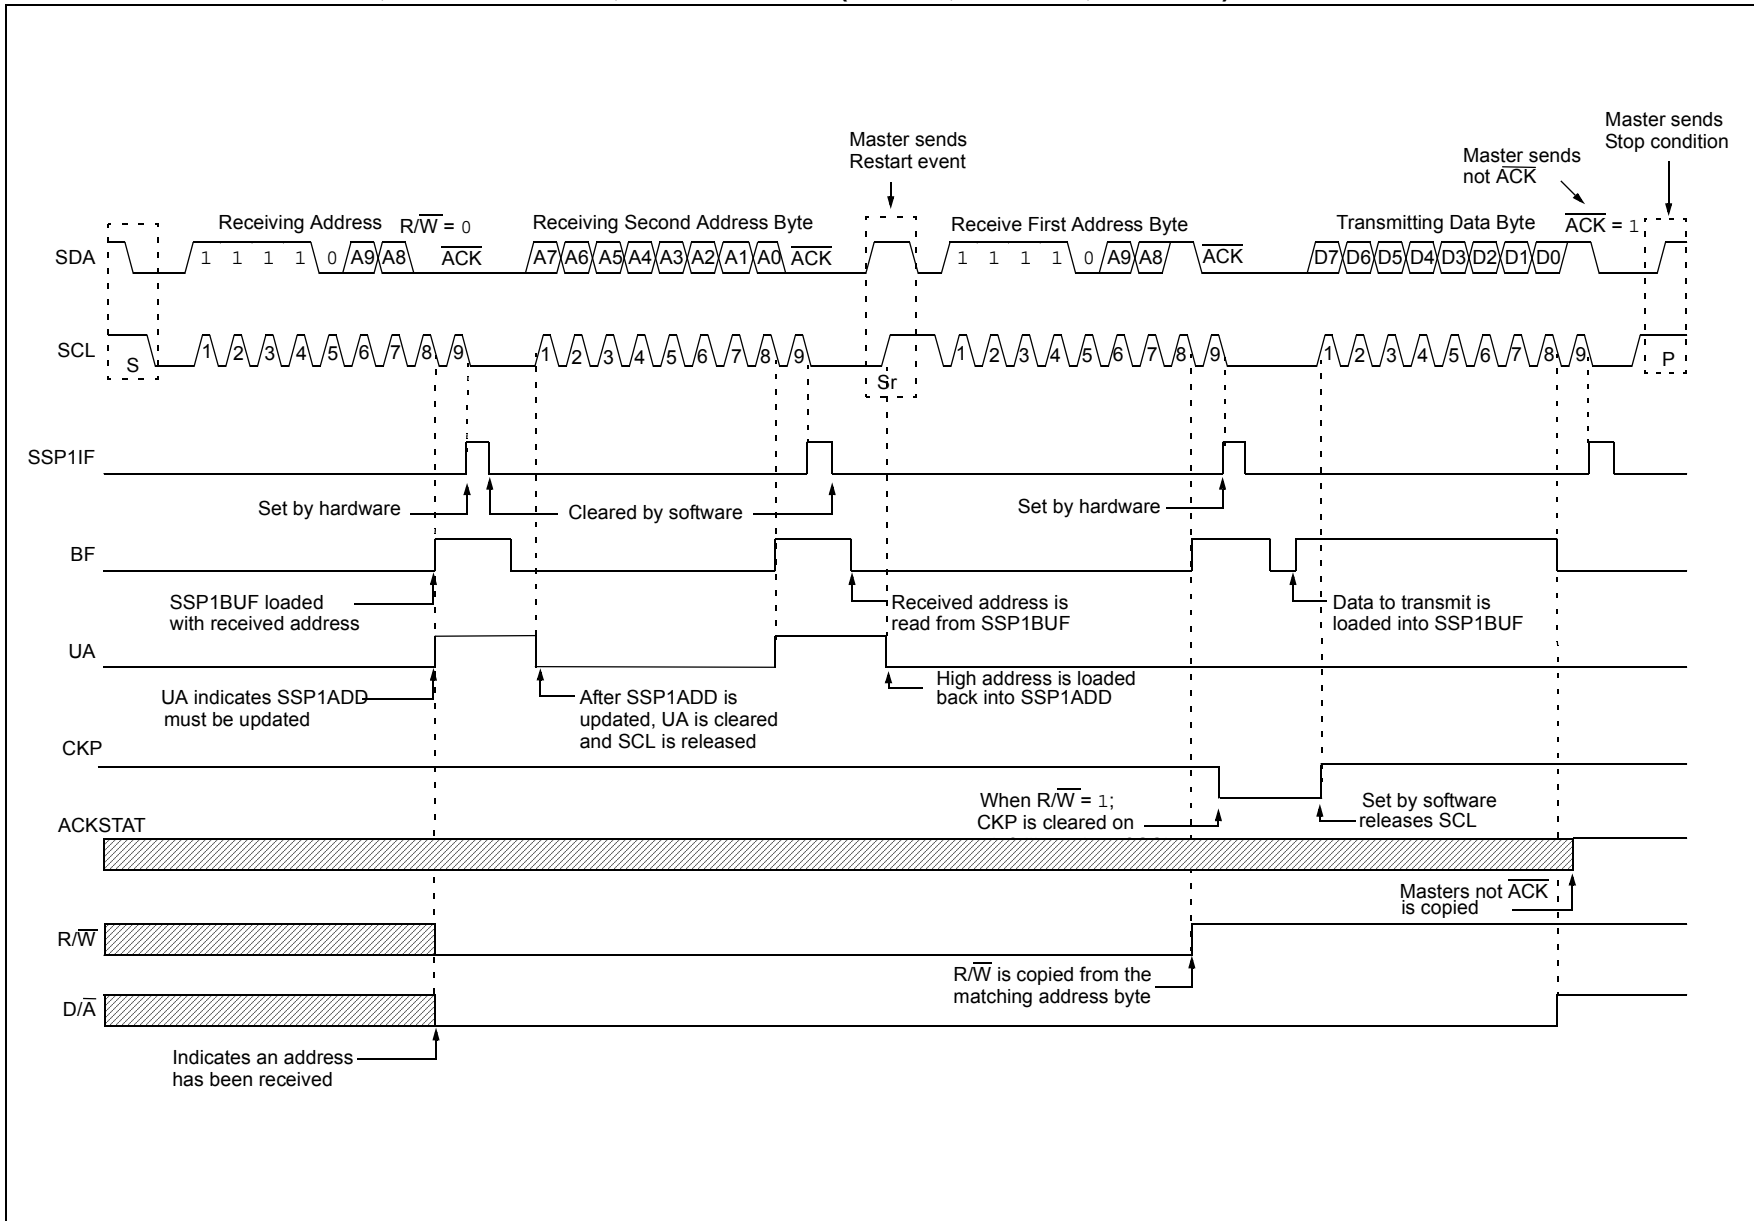 Master sends
Restart event
Master sends
not ACK
Master sends
Stop condition
Receiving Address R/W = 0
Receiving Second Address Byte
Receive First Address Byte
Transmitting Data Byte
ACK = 1
SDA
1 1 1 1 0 A9 A8 ACK
A7 A6 A5 A4 A3 A2 A1 A0 ACK
1 1 1 1 0 A9 A8 ACK
D7 D6 D5 D4 D3 D2 D1 D0
SCL
S
1 2 3 4 5 6 7 8 9
1 2 3 4 5 6 7 8 9
Sr
1 2 3 4 5 6 7 8 9
1 2 3 4 5 6 7 8 9
P
SSP1IF
Set by hardware
Cleared by software
Set by hardware
BF
SSP1BUF loaded
with received address
Received address is
read from SSP1BUF
Data to transmit is
loaded into SSP1BUF
UA
UA indicates SSP1ADD
must be updated
After SSP1ADD is
updated, UA is cleared
and SCL is released
High address is loaded
back into SSP1ADD
CKP
When R/W = 1;
CKP is cleared on
Set by software
releases SCL
ACKSTAT
Masters not ACK
is copied
R/W
R/W is copied from the
matching address byte
D/A
Indicates an address
has been received